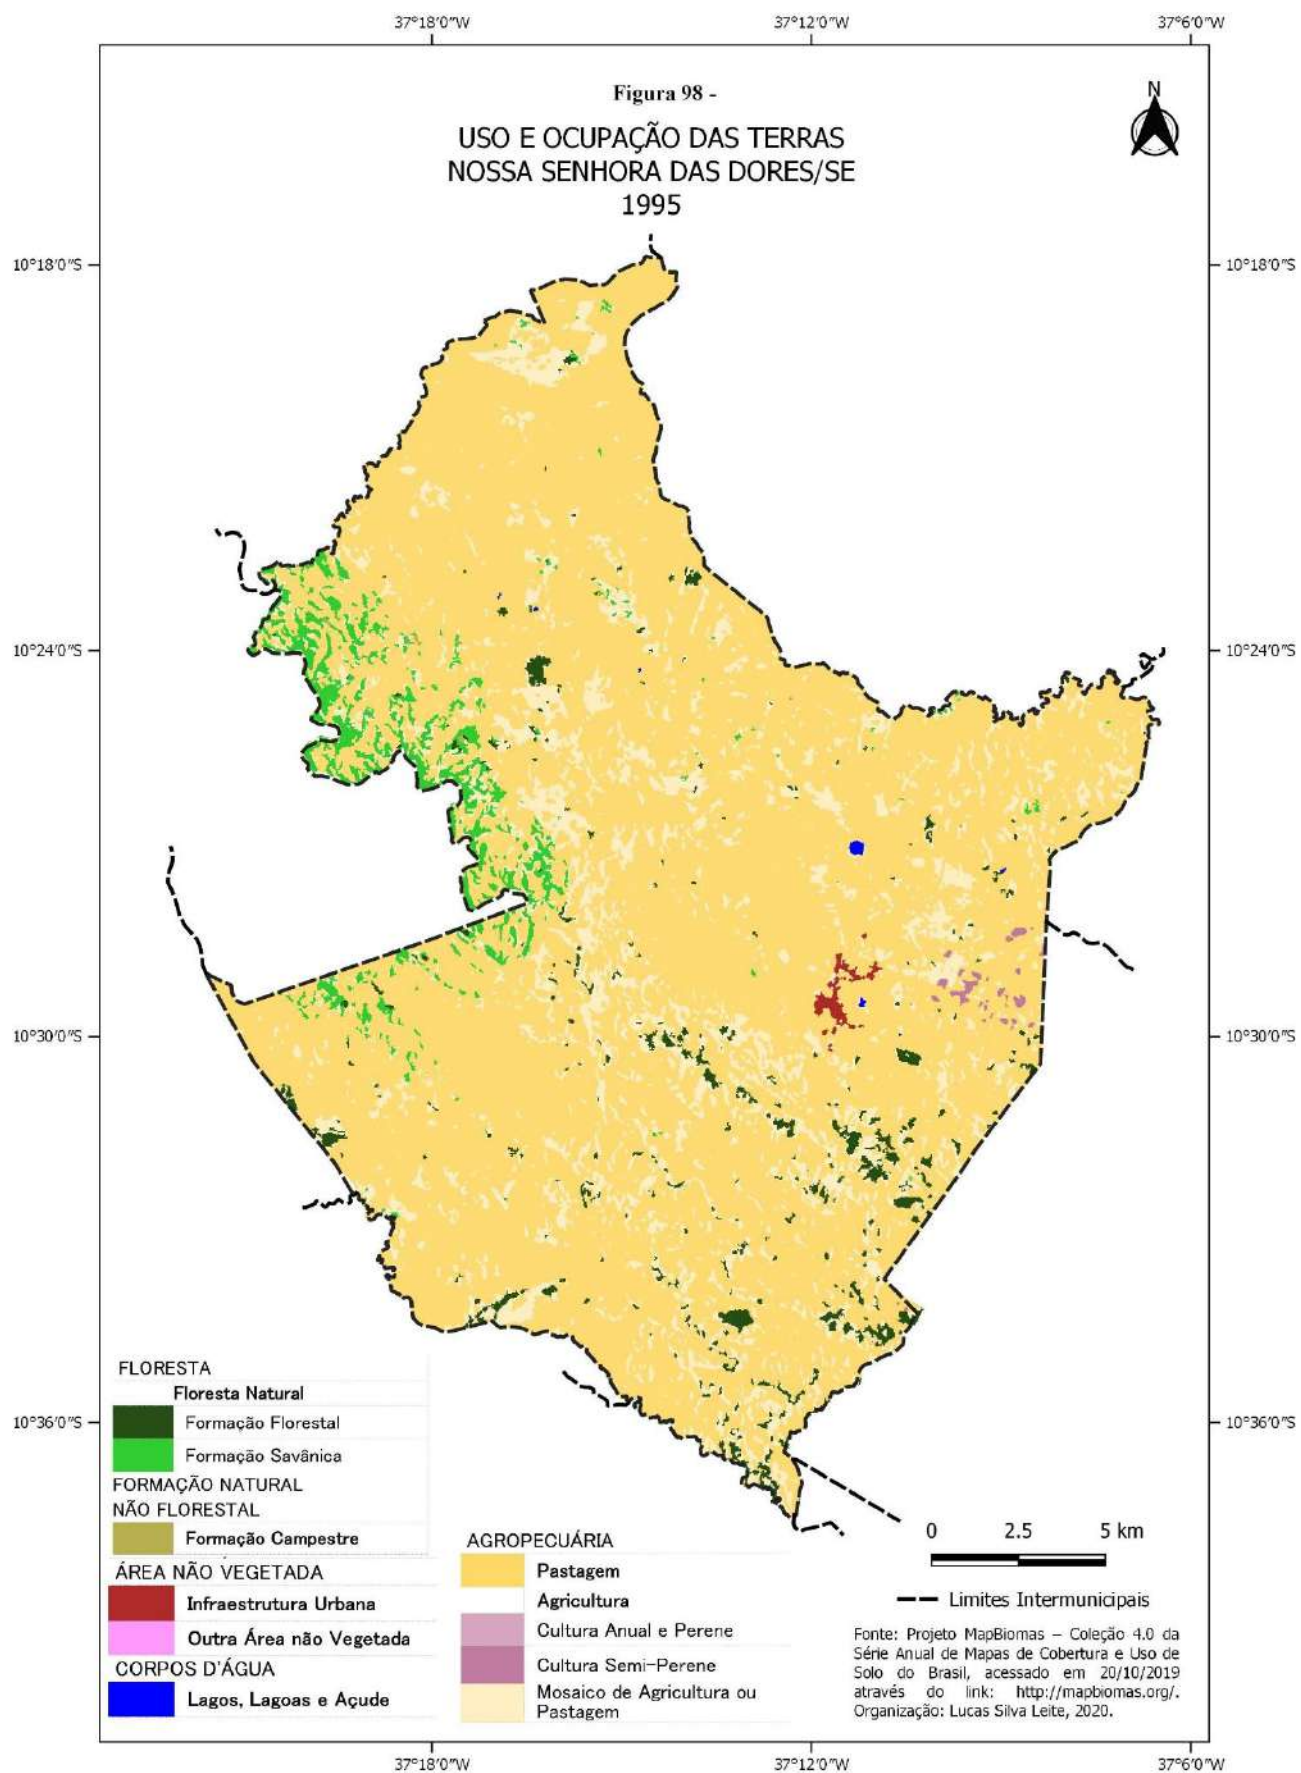 37°18'0"W 37°12'0"W 37°6'0"W
Figura 98 -
N
USO E OCUPAÇÃO DAS TERRAS
NOSSA SENHORA DAS DORES/SE
1995
10°18'0"S 10°18'0"S
10°24'0"S 10°24'0"S
10°30'0"S 10°30'0"S
10°36'0"S 10°36'0"S
FLORESTA
Floresta Natural
Formação Florestal
Formação Savânica
FORMAÇÃO NATURAL
NÃO FLORESTAL
Formação Campestre
ÁREA NÃO VEGETADA
Infraestrutura Urbana
Outra Área não Vegetada
CORPOS D'ÁGUA
Lagos, Lagoas e Açude
AGROPECUÁRIA
Pastagem
Agricultura
Cultura Anual e Perene
Cultura Semi-Perene
Mosaico de Agricultura ou
Pastagem
0 2.5 5 km
Limites Intermunicipais
Fonte: Projeto MapBiomas – Coleção 4.0 da
Série Anual de Mapas de Cobertura e Uso de
Solo do Brasil, acessado em 20/10/2019
através do link: http://mapbiomas.org/.
Organização: Lucas Silva Leite, 2020.
37°18'0"W 37°12'0"W 37°6'0"W